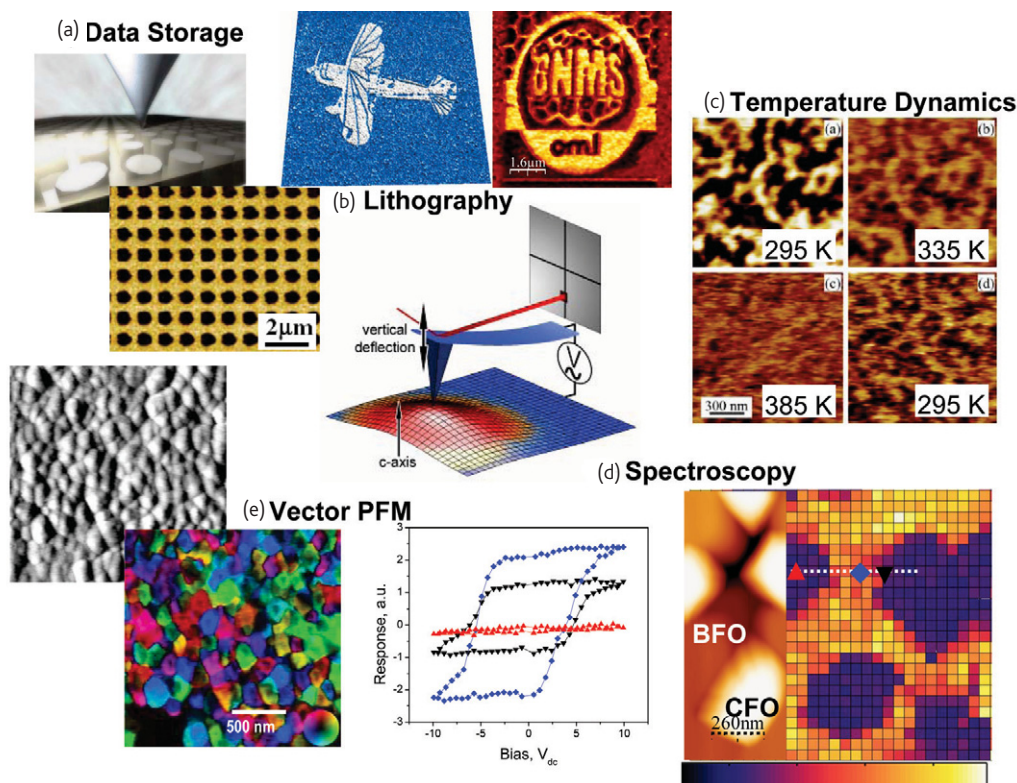 (a) Data Storage
ONMS
ornl
1.6μm
(c) Temperature Dynamics
(a)
(b)
295 K
335 K
(c)
(d)
300 nm
385 K
295 K
(b) Lithography
2μm
vertical
deflection
V
~
c-axis
(d) Spectroscopy
BFO
CFO
260nm
(e) Vector PFM
500 nm
3
2
1
0
-1
-2
-3
Response, a.u.
-10
-5
0
5
10
Bias, Vdc